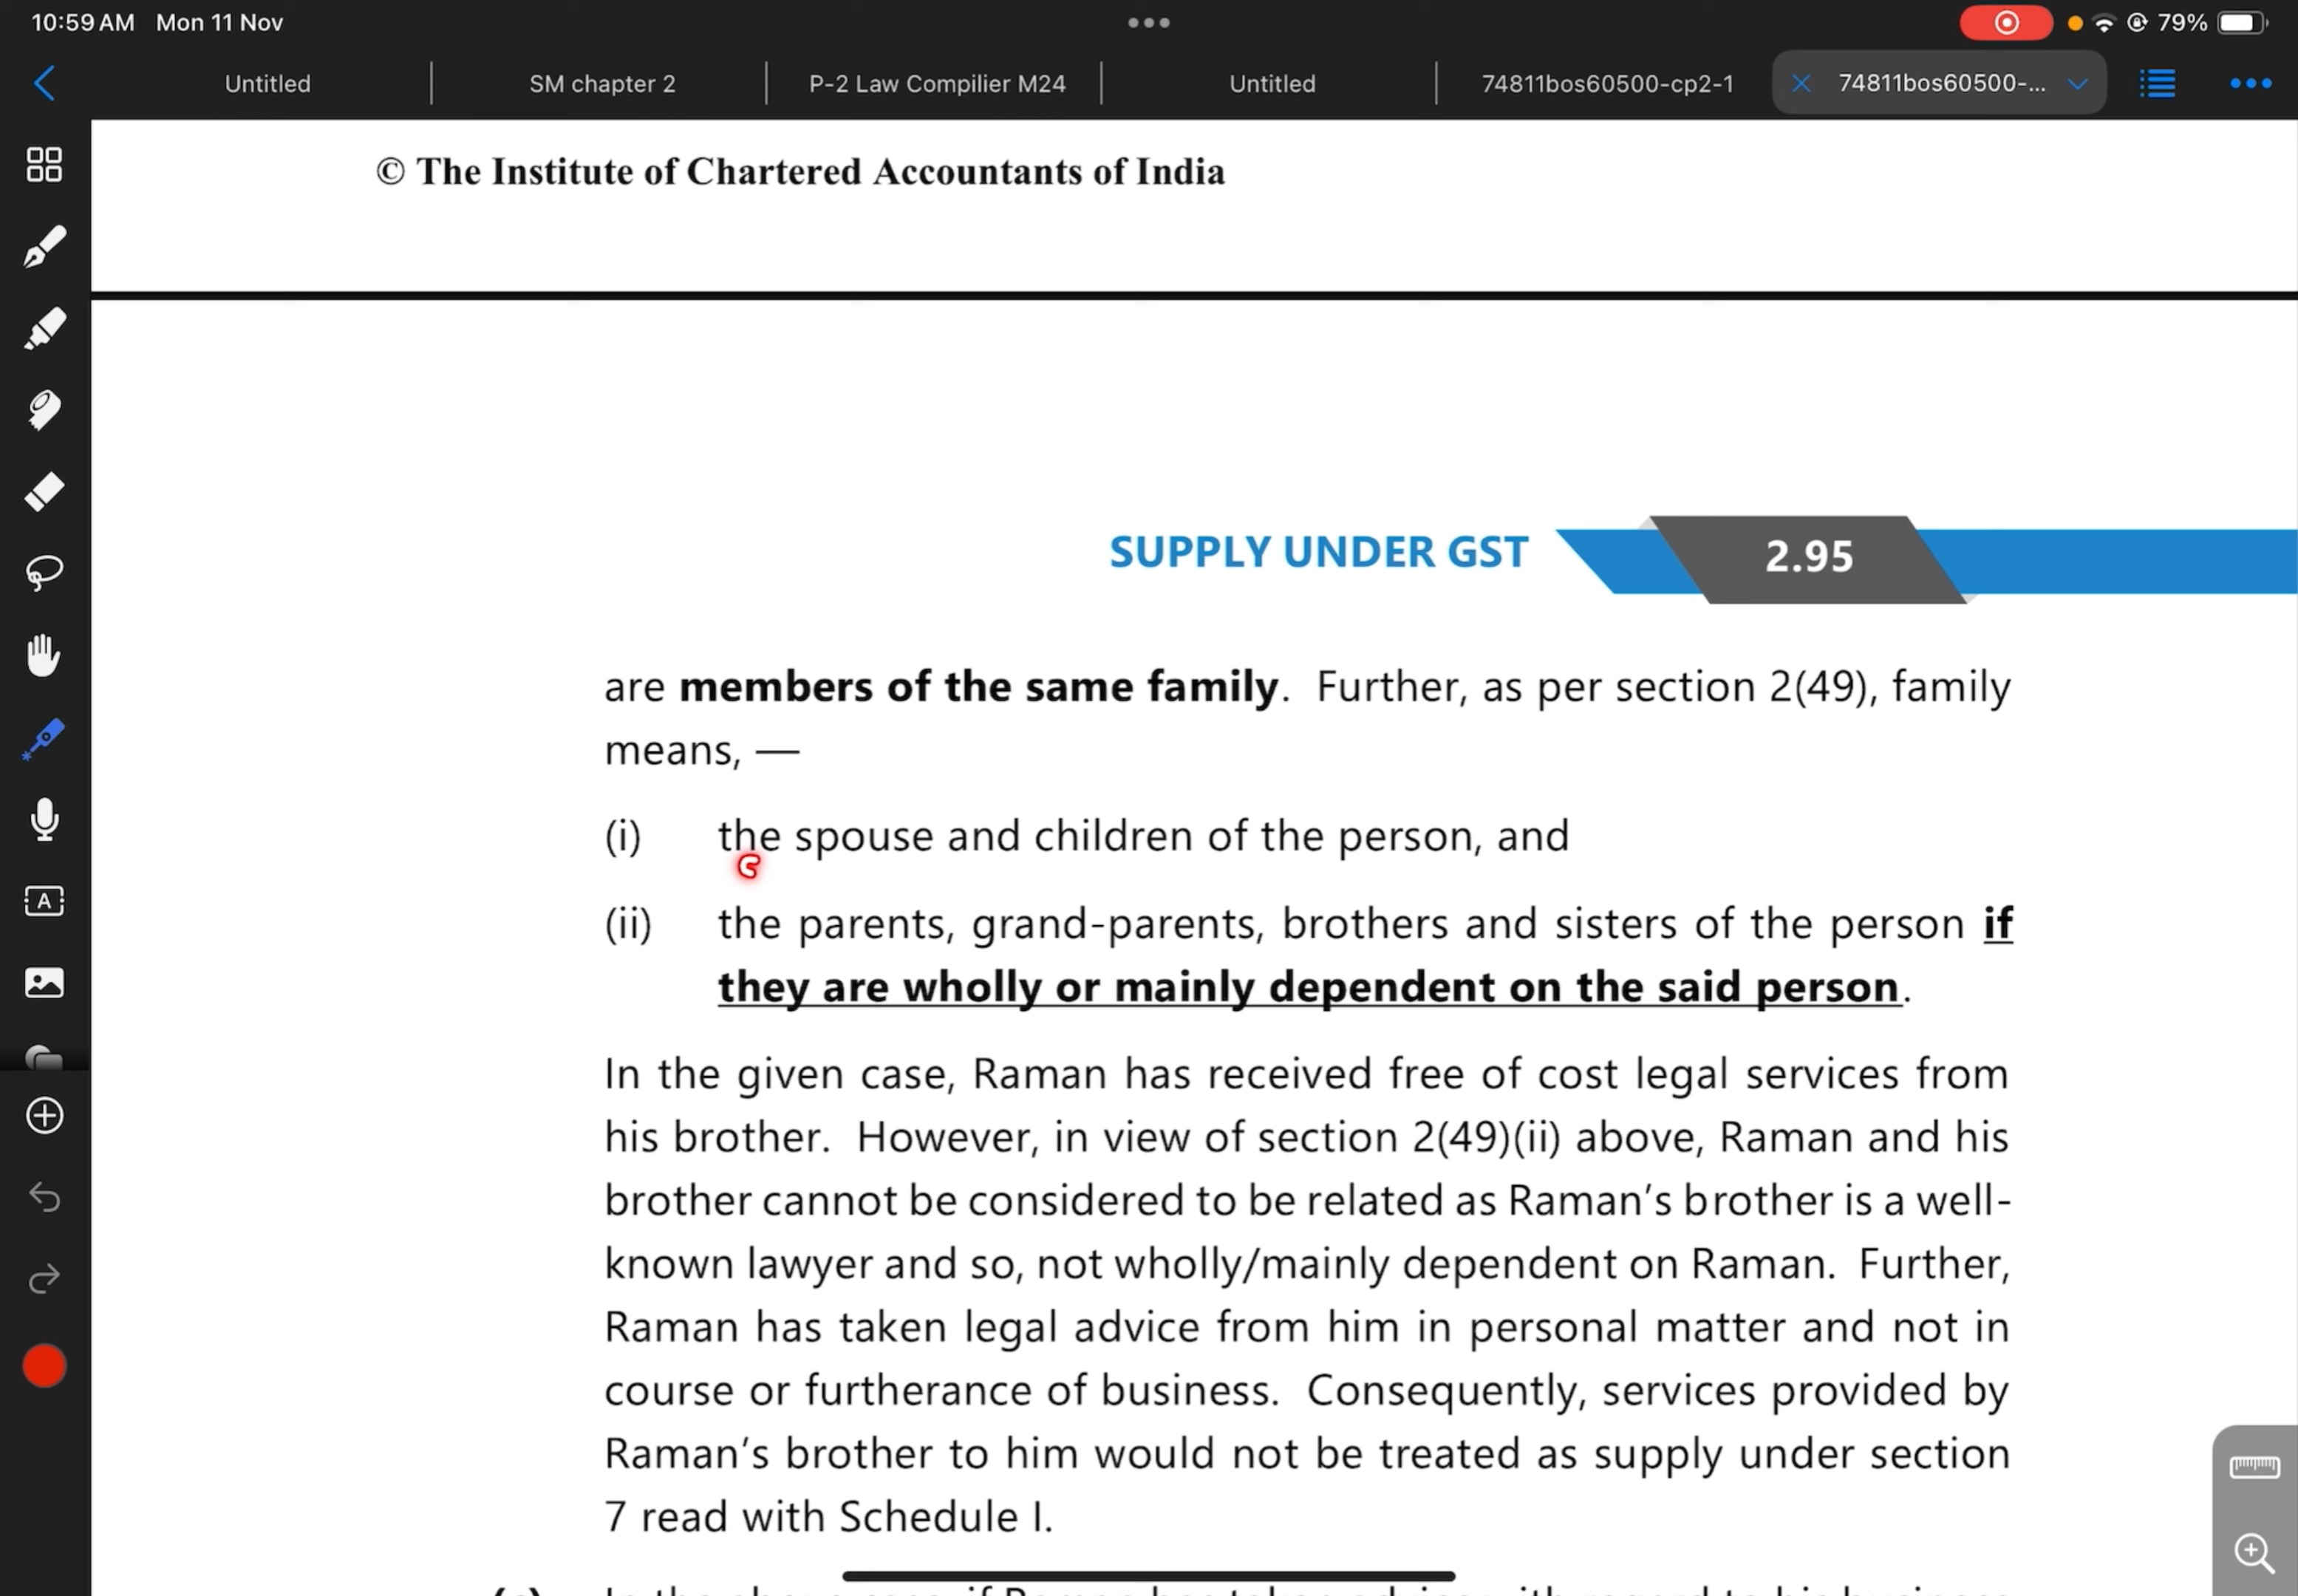 10:59 AM Mon 11 Nov
79%
Untitled
SM chapter 2
P-2 Law Compilier M24
Untitled
74811bos60500-cp2-1
74811bos60500-...
© The Institute of Chartered Accountants of India
SUPPLY UNDER GST 2.95
are members of the same family. Further, as per section 2(49), family
means, —
(i) the spouse and children of the person, and
(ii) the parents, grand-parents, brothers and sisters of the person if
they are wholly or mainly dependent on the said person.
In the given case, Raman has received free of cost legal services from
his brother. However, in view of section 2(49)(ii) above, Raman and his
brother cannot be considered to be related as Raman’s brother is a well-
known lawyer and so, not wholly/mainly dependent on Raman. Further,
Raman has taken legal advice from him in personal matter and not in
course or furtherance of business. Consequently, services provided by
Raman’s brother to him would not be treated as supply under section
7 read with Schedule I.